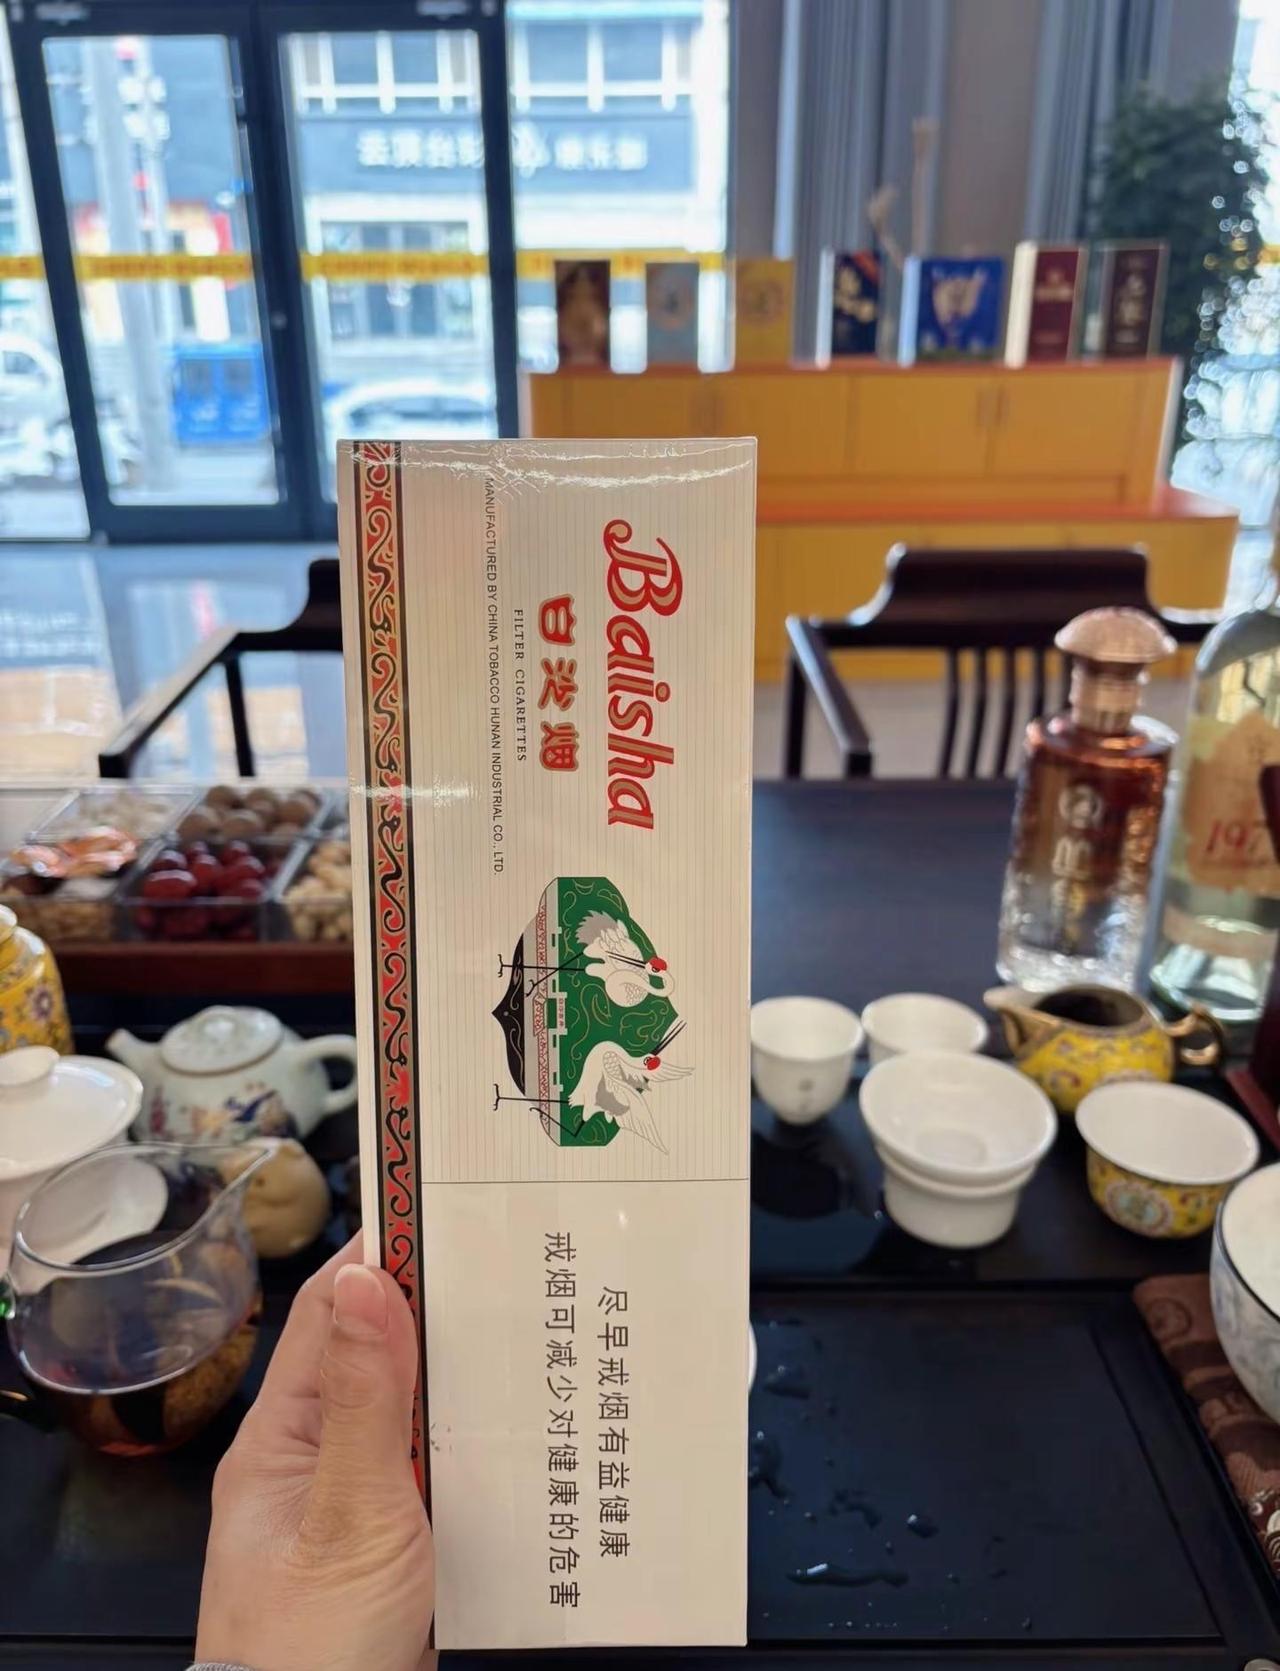 Baisha
白沙烟
FILTER CIGARETTES
MANUFACTURED BY CHINA TOBACCO HUNAN INDUSTRIAL CO., LTD.
尽早戒烟有益健康
戒烟可减少对健康的危害
197